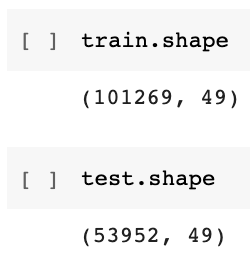 [ ] train.shape
(101269, 49)
[ ] test.shape
(53952, 49)